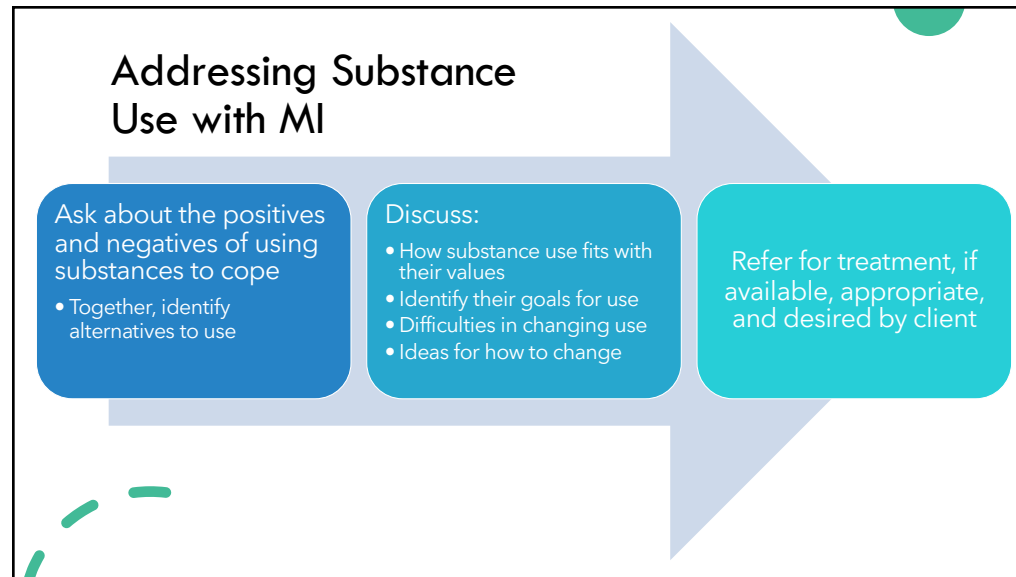 Addressing Substance
Use with MI
Ask about the positives
and negatives of using
substances to cope
• Together, identify
alternatives to use
Discuss:
• How substance use fits with
their values
• Identify their goals for use
• Difficulties in changing use
• Ideas for how to change
Refer for treatment, if
available, appropriate,
and desired by client